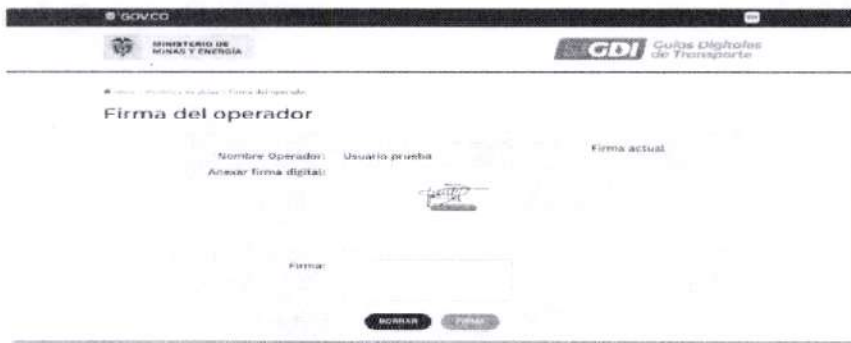 GOV.CO
MINISTERIO DE
MINAS Y ENERGÍA
GDI Guías Digitales
de Transporte
Firma del operador
Firma actual
Nombre Operador: Usuario prueba
Anexar firma digital:
Firma:
BORRAR